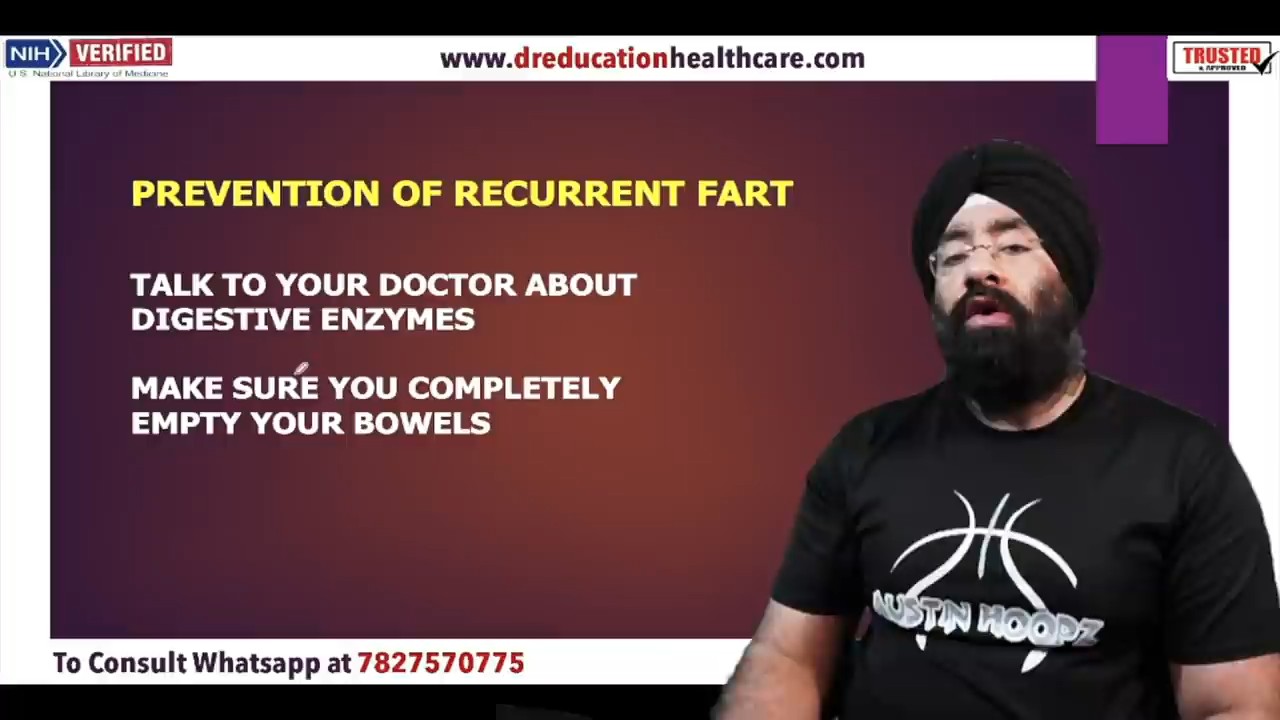 NIH VERIFIED
U.S. National Library of Medicine
www.dreducationhealthcare.com
TRUSTED
& APPROVED
PREVENTION OF RECURRENT FART
TALK TO YOUR DOCTOR ABOUT
DIGESTIVE ENZYMES
MAKE SURE YOU COMPLETELY
EMPTY YOUR BOWELS
AUSTIN HOOPZ
To Consult Whatsapp at 7827570775